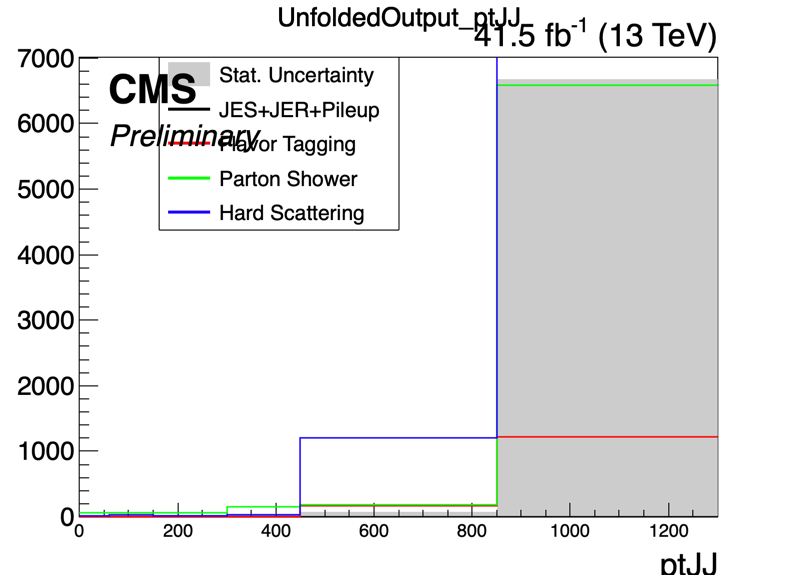 UnfoldedOutput_ptJJ
41.5 fb-1 (13 TeV)
CMS
Preliminary
Stat. Uncertainty
JES+JER+Pileup
Flavor Tagging
Parton Shower
Hard Scattering
7000
6000
5000
4000
3000
2000
1000
0
0 200 400 600 800 1000 1200
ptJJ